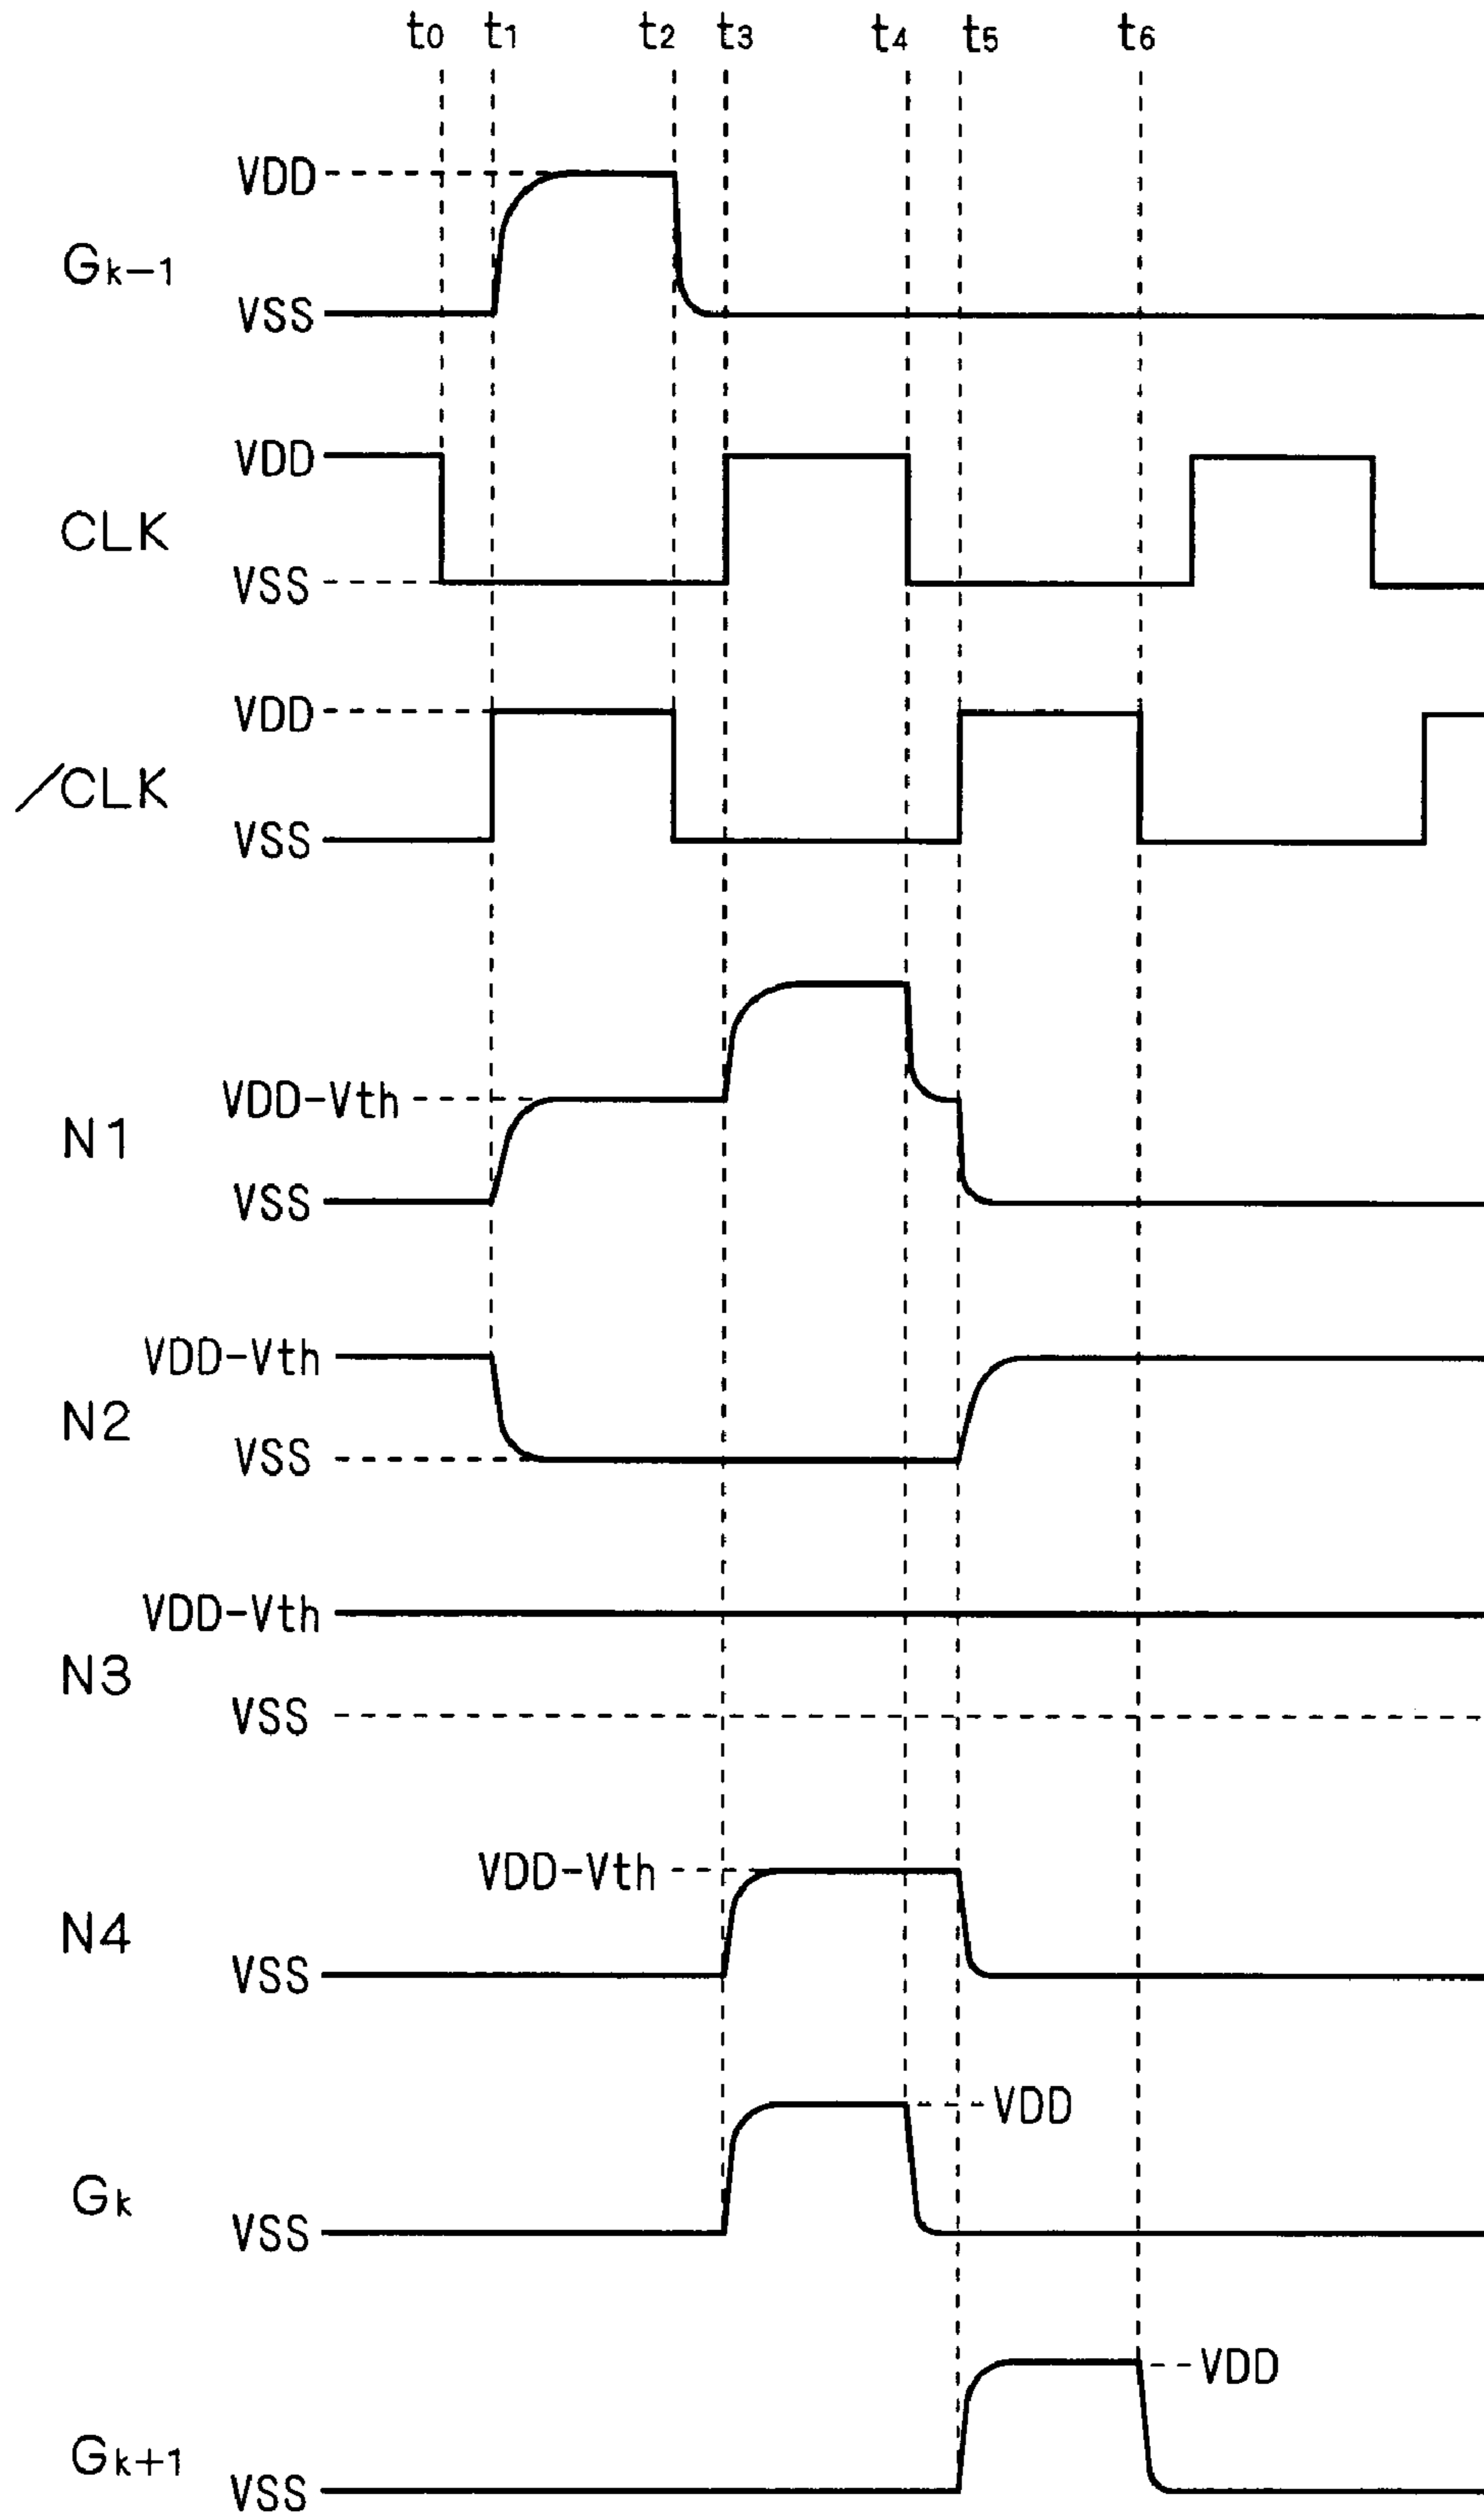 t0 t1 t2 t3 t4 t5 t6
VDD
Gk-1
VSS
VDD
CLK
VSS
VDD
/CLK
VSS
VDD-Vth
N1
VSS
VDD-Vth
N2
VSS
VDD-Vth
N3
VSS
VDD-Vth
N4
VSS
VDD
Gk
VSS
VDD
Gk+1
VSS